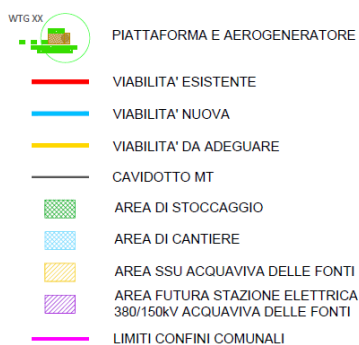 WTG XX
PIATTAFORMA E AEROGENERATORE
VIABILITA' ESISTENTE
VIABILITA' NUOVA
VIABILITA' DA ADEGUARE
CAVIDOTTO MT
AREA DI STOCCAGGIO
AREA DI CANTIERE
AREA SSU ACQUAVIVA DELLE FONTI
AREA FUTURA STAZIONE ELETTRICA
380/150kV ACQUAVIVA DELLE FONTI
LIMITI CONFINI COMUNALI